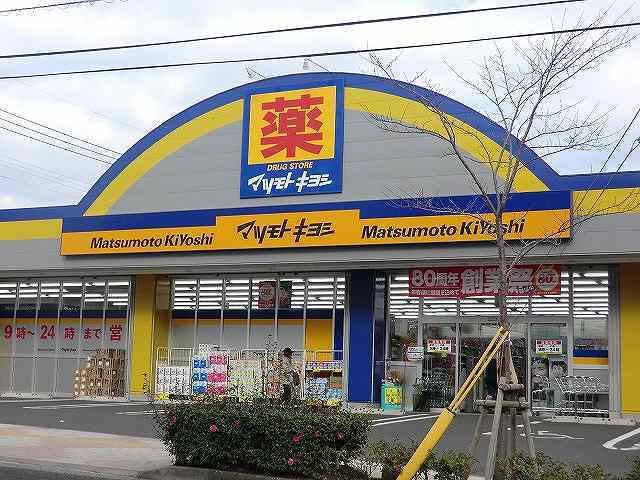 薬
DRUG STORE
マツモトキヨシ
Matsumoto KiYoshi マツモトキヨシ Matsumoto KiYoshi
80周年 創業祭
9時～24時まで営